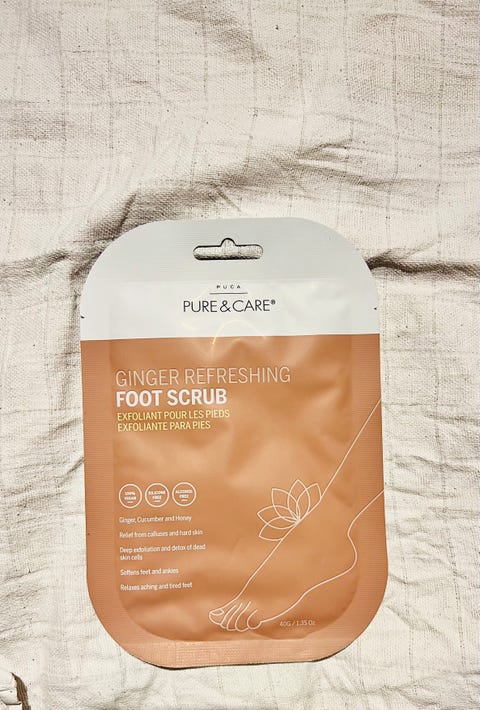 PUCA
PURE & CARE®
GINGER REFRESHING
FOOT SCRUB
EXFOLIANT POUR LES PIEDS
EXFOLIANTE PARA PIES
100%
VEGAN
SILICONE
FREE
ALCOHOL
FREE
Ginger, Cucumber and Honey
Relief from calluses and hard skin
Deep exfoliation and detox of dead
skin cells
Softens feet and ankles
Relaxes aching and tired feet
40G / 1,35 Oz